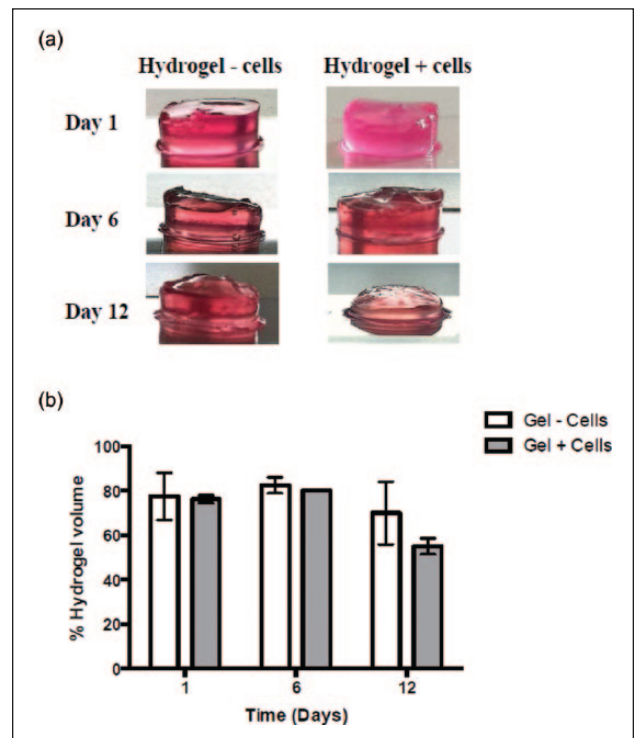 (a)
Hydrogel - cells Hydrogel + cells
Day 1
Day 6
Day 12
(b)
Gel - Cells
Gel + Cells
% Hydrogel volume
100
80
60
40
20
0
1 6 12
Time (Days)